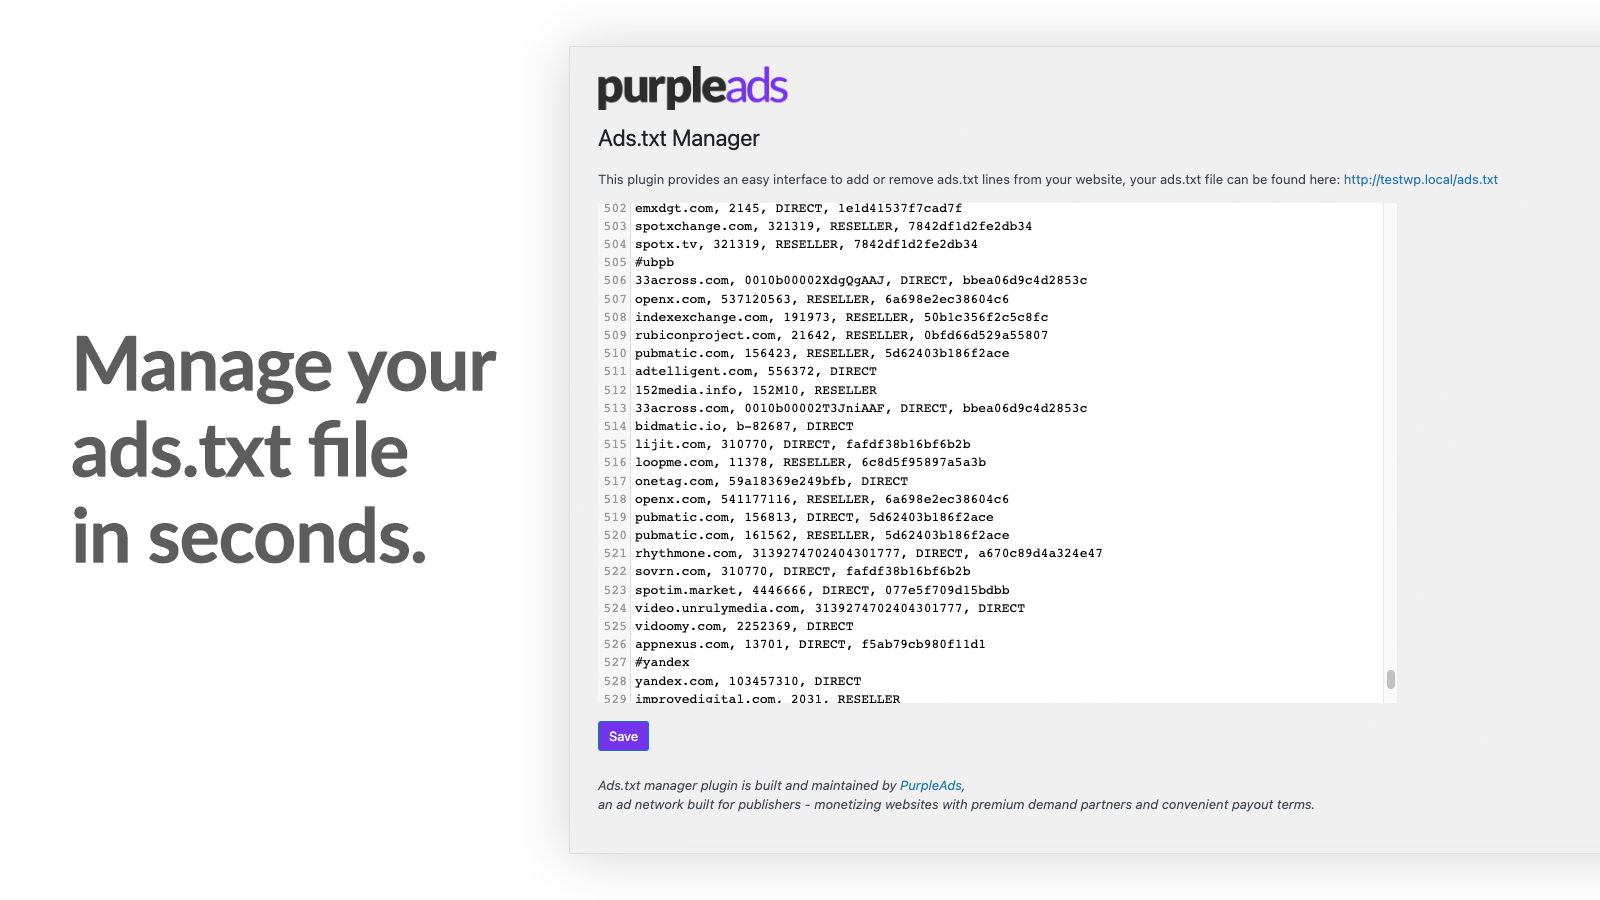 Manage your
ads.txt file
in seconds.
purpleads
Ads.txt Manager
This plugin provides an easy interface to add or remove ads.txt lines from your website, your ads.txt file can be found here: http://testwp.local/ads.txt
502 emxdgt.com, 2145, DIRECT, 1e1d41537f7cad7f
503 spotxchange.com, 321319, RESELLER, 7842df1d2fe2db34
504 spotx.tv, 321319, RESELLER, 7842df1d2fe2db34
505 #ubpb
506 33across.com, 0010b00002XdgQgAAJ, DIRECT, bbea06d9c4d2853c
507 openx.com, 537120563, RESELLER, 6a698e2ec38604c6
508 indexexchange.com, 191973, RESELLER, 50b1c356f2c5c8fc
509 rubiconproject.com, 21642, RESELLER, 0bfd66d529a55807
510 pubmatic.com, 156423, RESELLER, 5d62403b186f2ace
511 adtelligent.com, 556372, DIRECT
512 152media.info, 152M10, RESELLER
513 33across.com, 0010b00002T3JniAAF, DIRECT, bbea06d9c4d2853c
514 bidmatic.io, b-82687, DIRECT
515 lijit.com, 310770, DIRECT, fafdf38b16bf6b2b
516 loopme.com, 11378, RESELLER, 6c8d5f95897a5a3b
517 onetag.com, 59a18369e249bfb, DIRECT
518 openx.com, 541177116, RESELLER, 6a698e2ec38604c6
519 pubmatic.com, 156813, DIRECT, 5d62403b186f2ace
520 pubmatic.com, 161562, RESELLER, 5d62403b186f2ace
521 rhythmone.com, 3139274702404301777, DIRECT, a670c89d4a324e47
522 sovrn.com, 310770, DIRECT, fafdf38b16bf6b2b
523 spotim.market, 4446666, DIRECT, 077e5f709d15bdbb
524 video.unrulymedia.com, 3139274702404301777, DIRECT
525 vidoomy.com, 2252369, DIRECT
526 appnexus.com, 13701, DIRECT, f5ab79cb980f11d1
527 #yandex
528 yandex.com, 103457310, DIRECT
529 improvedigital.com, 2031, RESELLER
Save
Ads.txt manager plugin is built and maintained by PurpleAds,
an ad network built for publishers - monetizing websites with premium demand partners and convenient payout terms.